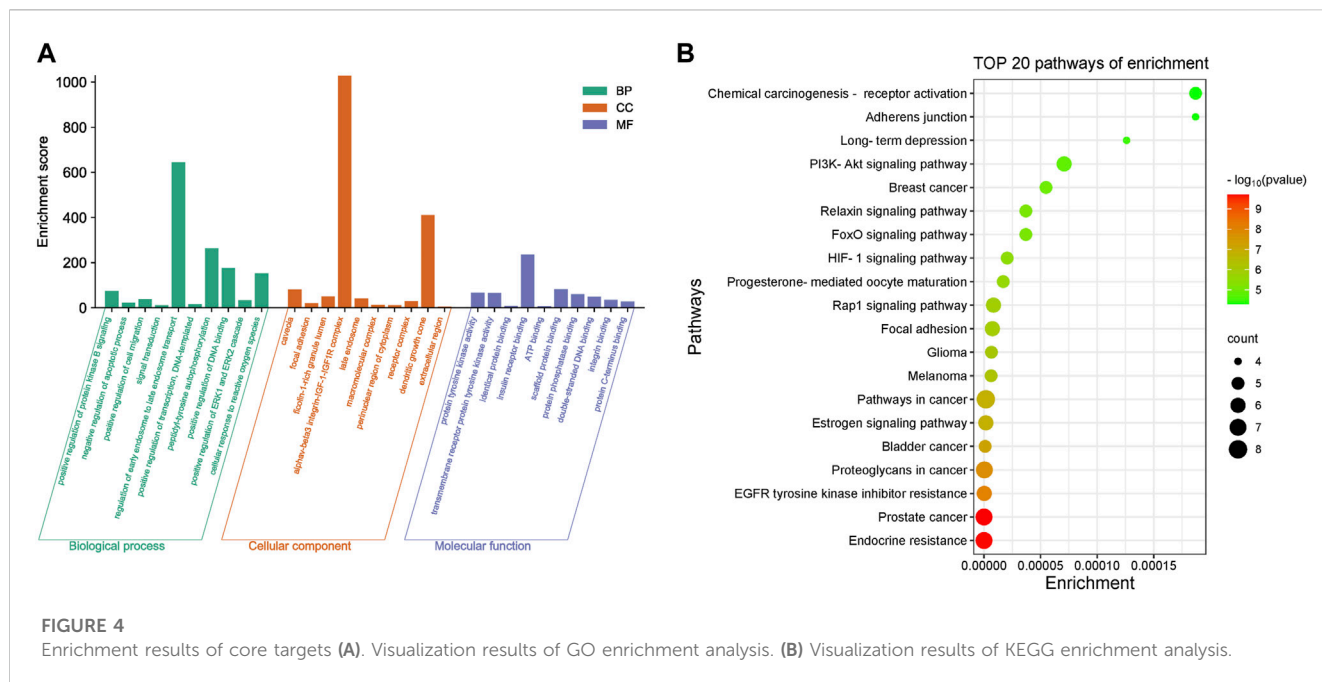 A
1000
800
600
400
200
0
Enrichment score
BP
CC
MF
positive regulation of protein kinase B signaling
negative regulation of apoptotic process
positive regulation of cell migration
signal transduction
regulation of early endosome to late endosome transport
positive regulation of transcription, DNA-templated
peptidyl-tyrosine autophosphorylation
positive regulation of DNA binding
positive regulation of ERK1 and ERK2 cascade
cellular response to reactive oxygen species
caveola
focal adhesion
ficolin-1-rich granule lumen
alphav-beta3 integrin-IGF-1-IGF1R complex
late endosome
macromolecular complex
perinuclear region of cytoplasm
receptor complex
dendritic growth cone
extracellular region
protein tyrosine kinase activity
transmembrane receptor protein tyrosine kinase activity
identical protein binding
insulin receptor binding
ATP binding
scaffold protein binding
protein phosphatase binding
double-stranded DNA binding
integrin binding
protein C-terminus binding
Biological process
Cellular component
Molecular function
B
TOP 20 pathways of enrichment
Pathways
Chemical carcinogenesis - receptor activation
Adherens junction
Long- term depression
PI3K- Akt signaling pathway
Breast cancer
Relaxin signaling pathway
FoxO signaling pathway
HIF- 1 signaling pathway
Progesterone- mediated oocyte maturation
Rap1 signaling pathway
Focal adhesion
Glioma
Melanoma
Pathways in cancer
Estrogen signaling pathway
Bladder cancer
Proteoglycans in cancer
EGFR tyrosine kinase inhibitor resistance
Prostate cancer
Endocrine resistance
0.00000 0.00005 0.00010 0.00015
Enrichment
- log10(pvalue)
9
8
7
6
5
count
4
5
6
7
8
FIGURE 4
Enrichment results of core targets (A). Visualization results of GO enrichment analysis. (B) Visualization results of KEGG enrichment analysis.